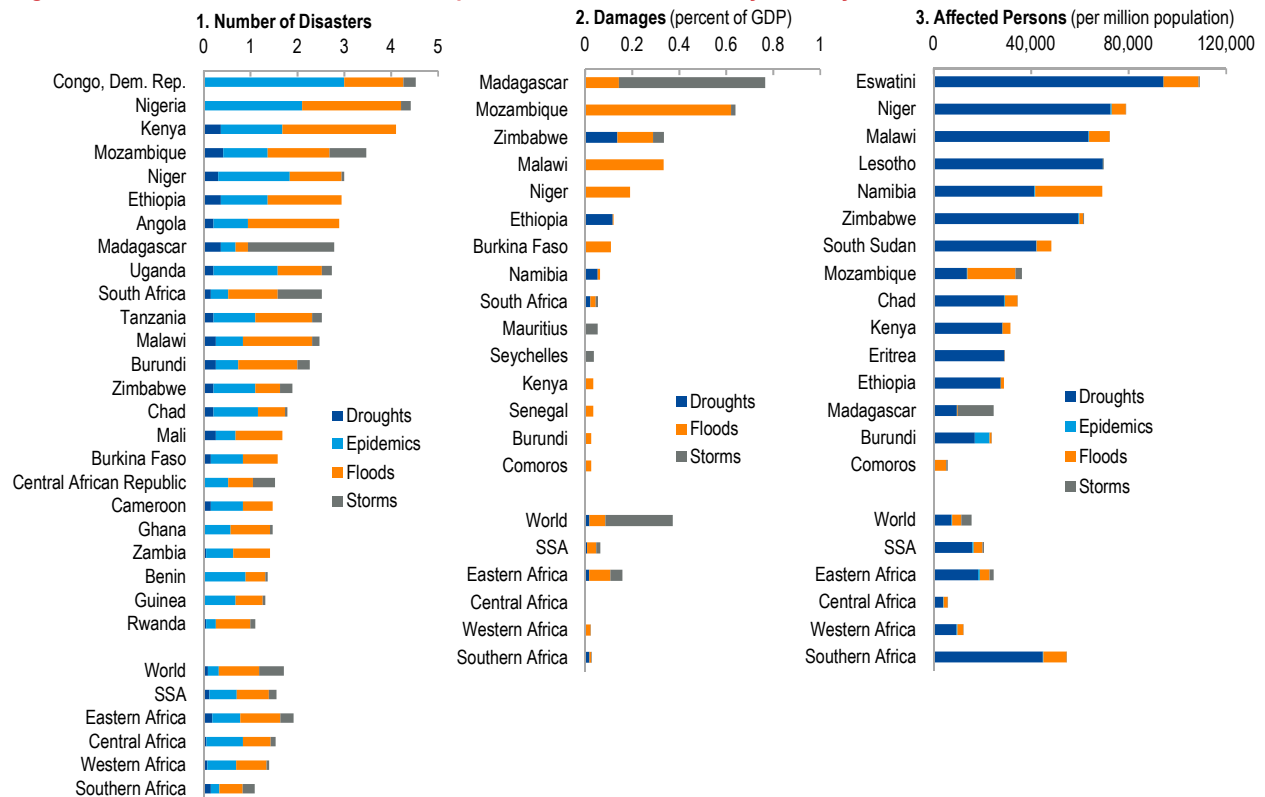 1. Number of Disasters
0 1 2 3 4 5
Congo, Dem. Rep.
Nigeria
Kenya
Mozambique
Niger
Ethiopia
Angola
Madagascar
Uganda
South Africa
Tanzania
Malawi
Burundi
Zimbabwe
Chad
Mali
Burkina Faso
Central African Republic
Cameroon
Ghana
Zambia
Benin
Guinea
Rwanda
World
SSA
Eastern Africa
Central Africa
Western Africa
Southern Africa
Droughts
Epidemics
Floods
Storms
2. Damages (percent of GDP)
0 0.2 0.4 0.6 0.8 1
Madagascar
Mozambique
Zimbabwe
Malawi
Niger
Ethiopia
Burkina Faso
Namibia
South Africa
Mauritius
Seychelles
Kenya
Senegal
Burundi
Comoros
World
SSA
Eastern Africa
Central Africa
Western Africa
Southern Africa
Droughts
Floods
Storms
3. Affected Persons (per million population)
0 40,000 80,000 120,000
Eswatini
Niger
Malawi
Lesotho
Namibia
Zimbabwe
South Sudan
Mozambique
Chad
Kenya
Eritrea
Ethiopia
Madagascar
Burundi
Comoros
World
SSA
Eastern Africa
Central Africa
Western Africa
Southern Africa
Droughts
Epidemics
Floods
Storms